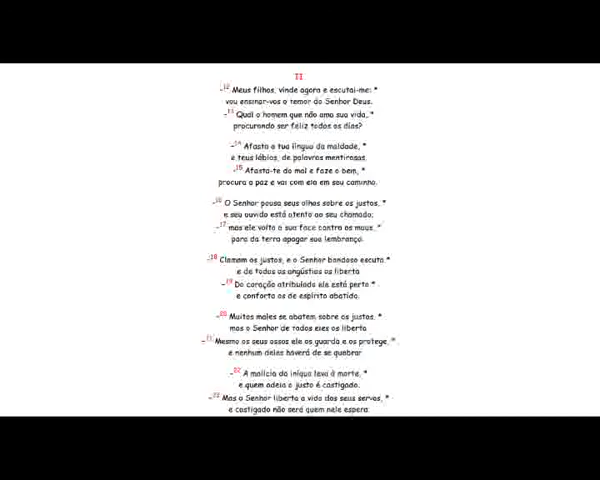 II
-12 Meus filhos, vinde agora e escutai-me: *
vou ensinar-vos o temor do Senhor Deus.
-13 Qual o homem que não ama sua vida, *
procurando ser feliz todos os dias?
-14 Afasta a tua língua da maldade, *
e teus lábios, de palavras mentirosas.
-15 Afasta-te do mal e faze o bem, *
procura a paz e vai com ela em seu caminho.
-16 O Senhor pousa seus olhos sobre os justos, *
e seu ouvido está atento ao seu chamado;
-17 mas ele volta a sua face contra os maus, *
para da terra apagar sua lembrança.
-18 Clamam os justos, e o Senhor bondoso escuta *
e de todas as angústias os liberta
-19 Do coração atribulado ele está perto *
e conforta os de espírito abatido.
-20 Muitos males se abatem sobre os justos, *
mas o Senhor de todos eles os liberta
-21 Mesmo os seus ossos ele os guarda e os protege, *
e nenhum deles haverá de se quebrar
-22 A malícia do iníquo leva à morte, *
e quem odeia o justo é castigado.
-23 Mas o Senhor liberta a vida dos seus servos, *
e castigado não será quem nele espera